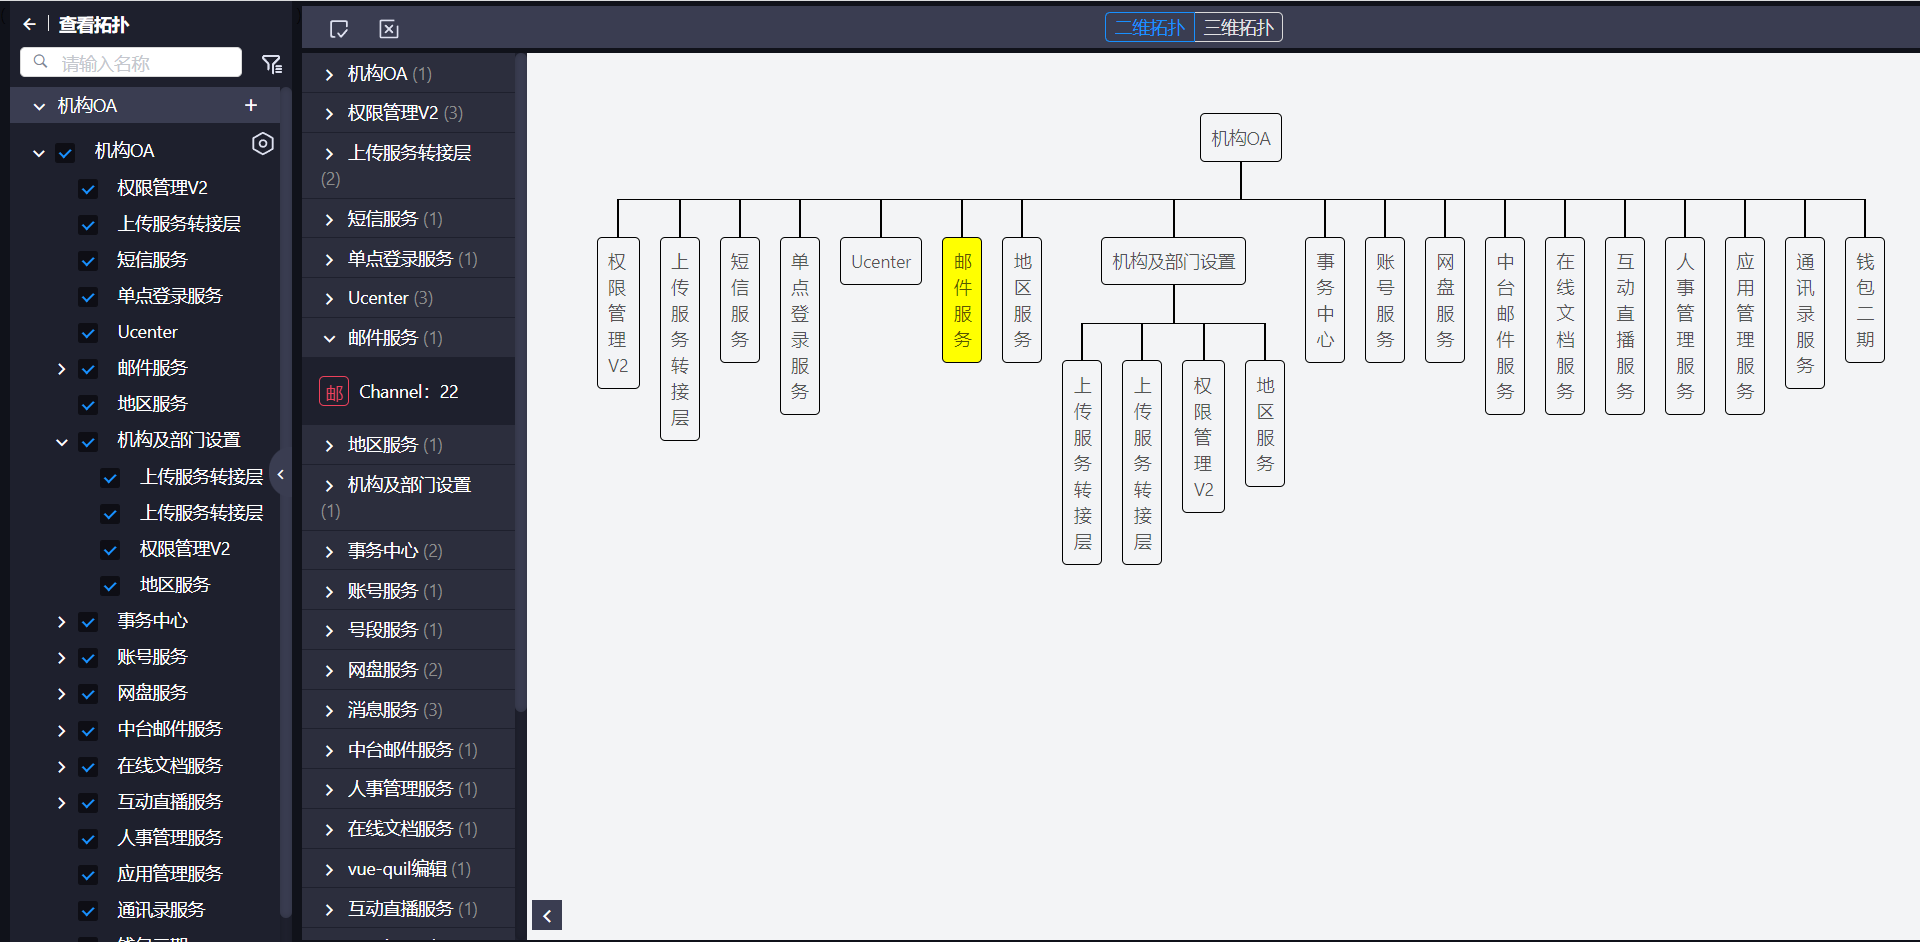 查看拓扑
请输入名称
机构OA
机构OA
权限管理V2
上传服务转接层
短信服务
单点登录服务
Ucenter
邮件服务
地区服务
机构及部门设置
上传服务转接层
上传服务转接层
权限管理V2
地区服务
事务中心
账号服务
网盘服务
中台邮件服务
在线文档服务
互动直播服务
人事管理服务
应用管理服务
通讯录服务
机构OA (1)
权限管理V2 (3)
上传服务转接层
(2)
短信服务 (1)
单点登录服务 (1)
Ucenter (3)
邮件服务 (1)
邮 Channel：22
地区服务 (1)
机构及部门设置
(1)
事务中心 (2)
账号服务 (1)
号段服务 (1)
网盘服务 (2)
消息服务 (3)
中台邮件服务 (1)
人事管理服务 (1)
在线文档服务 (1)
vue-quil编辑 (1)
互动直播服务 (1)
二维拓扑 三维拓扑
机构OA
权限管理V2
上传服务转接层
短信服务
单点登录服务
Ucenter
邮件服务
地区服务
机构及部门设置
事务中心
账号服务
网盘服务
中台邮件服务
在线文档服务
互动直播服务
人事管理服务
应用管理服务
通讯录服务
钱包二期
上传服务转接层
上传服务转接层
权限管理V2
地区服务